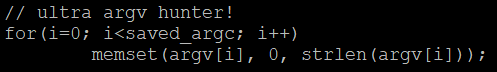 // ultra argv hunter!
for(i=0; i<saved_argc; i++)
        memset(argv[i], 0, strlen(argv[i]));